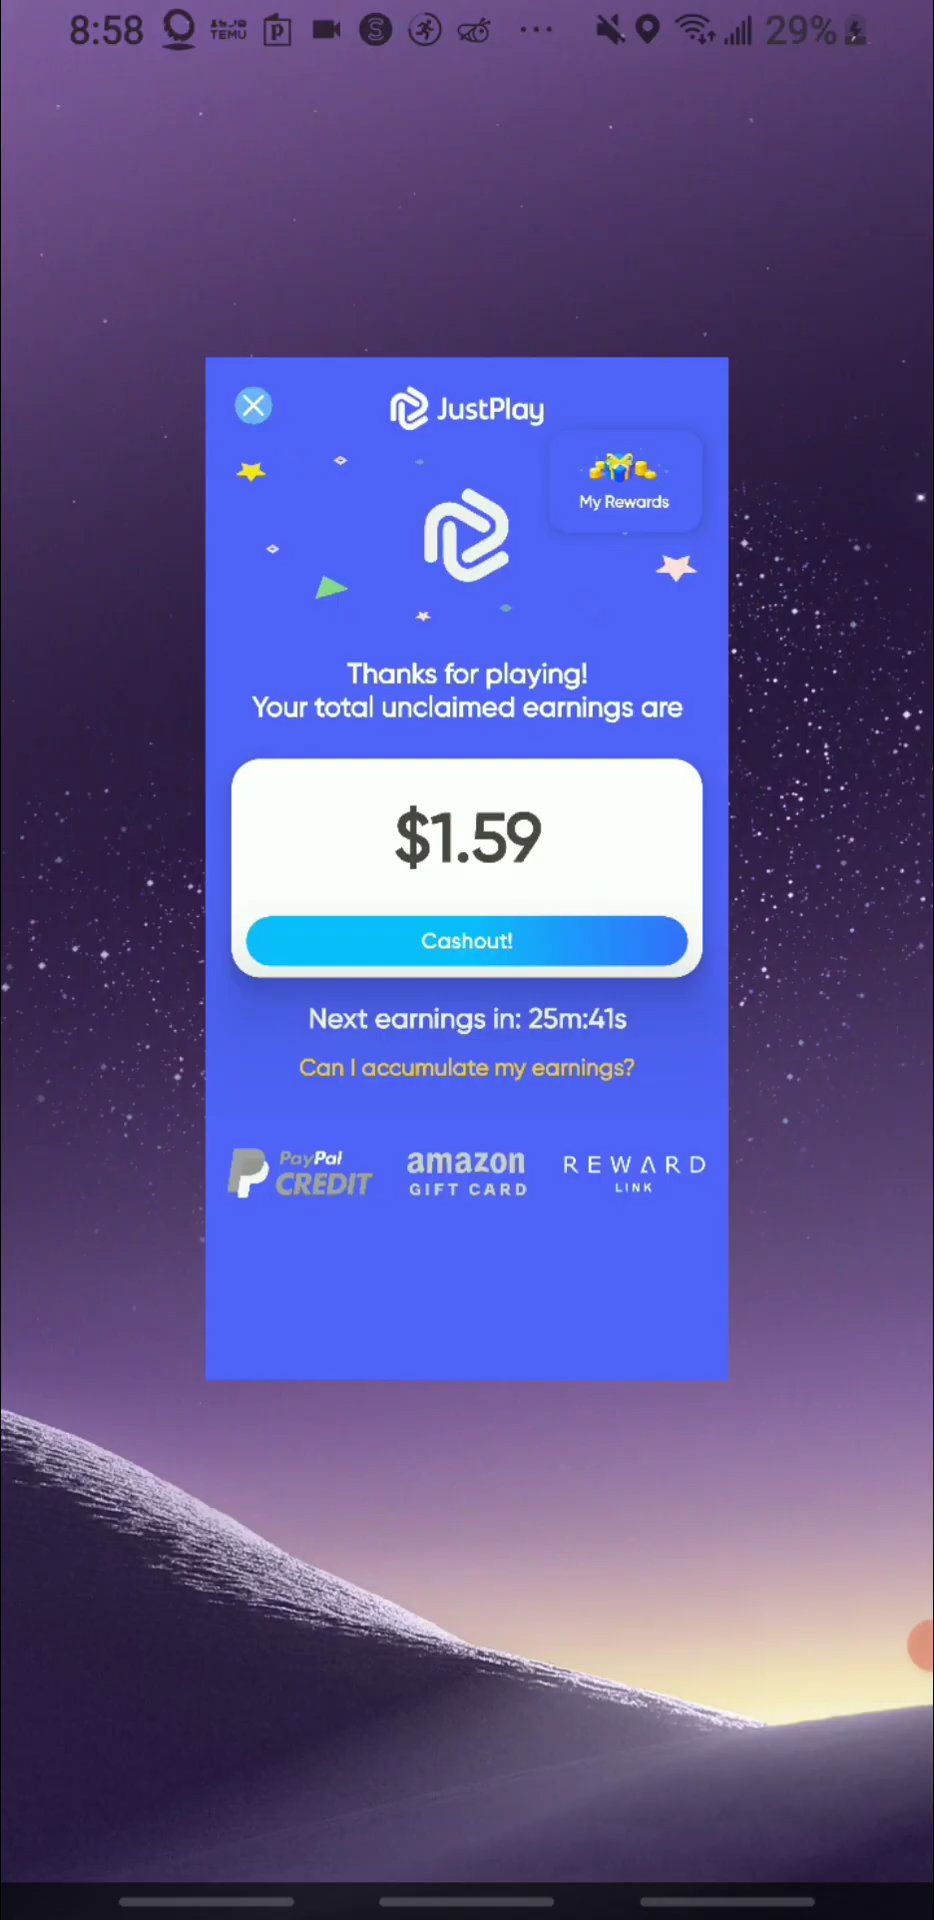 8:58
TEMU
29%
JustPlay
My Rewards
Thanks for playing!
Your total unclaimed earnings are
$1.59
Cashout!
Next earnings in: 25m:41s
Can I accumulate my earnings?
PayPal
CREDIT
amazon
GIFT CARD
REWARD
LINK